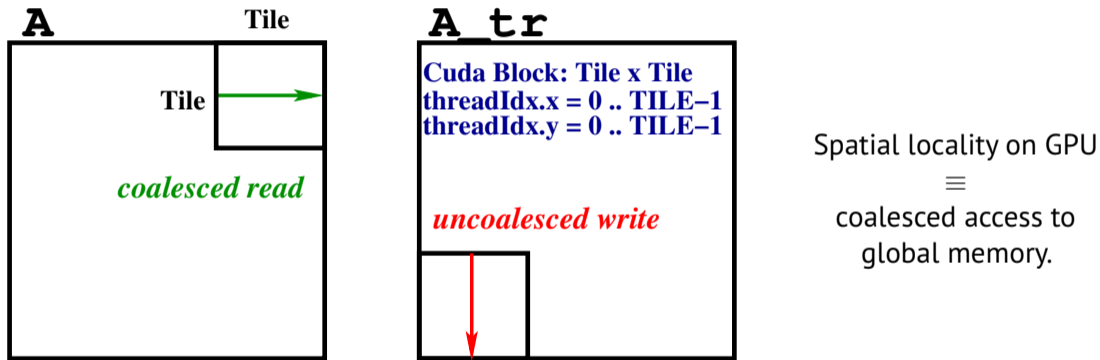 A
Tile
Tile
coalesced read
A_tr
Cuda Block: Tile x Tile
threadIdx.x = 0 .. TILE−1
threadIdx.y = 0 .. TILE−1
uncoalesced write
Spatial locality on GPU
≡
coalesced access to
global memory.